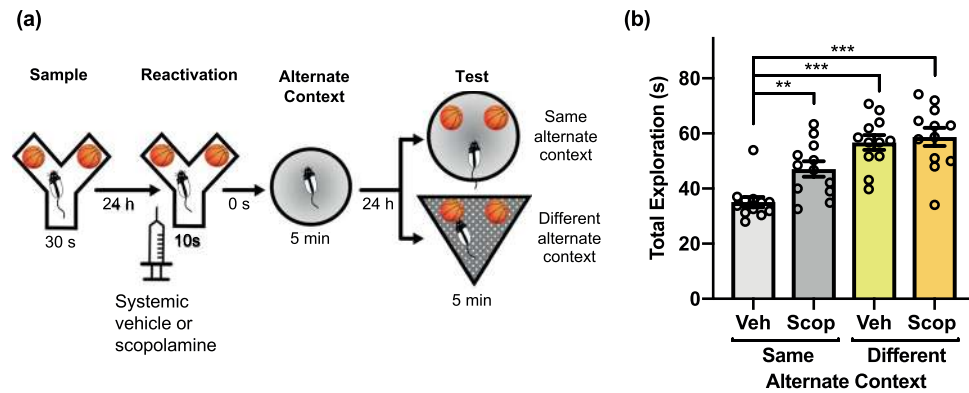 (a)
Sample
Reactivation
Alternate
Context
Test
24 h
0 s
24 h
30 s
10s
5 min
Same
alternate
context
Different
alternate
context
5 min
Systemic
vehicle or
scopolamine
(b)
Total Exploration (s)
80
60
40
20
0
***
***
**
Veh
Scop
Veh
Scop
Same
Different
Alternate Context